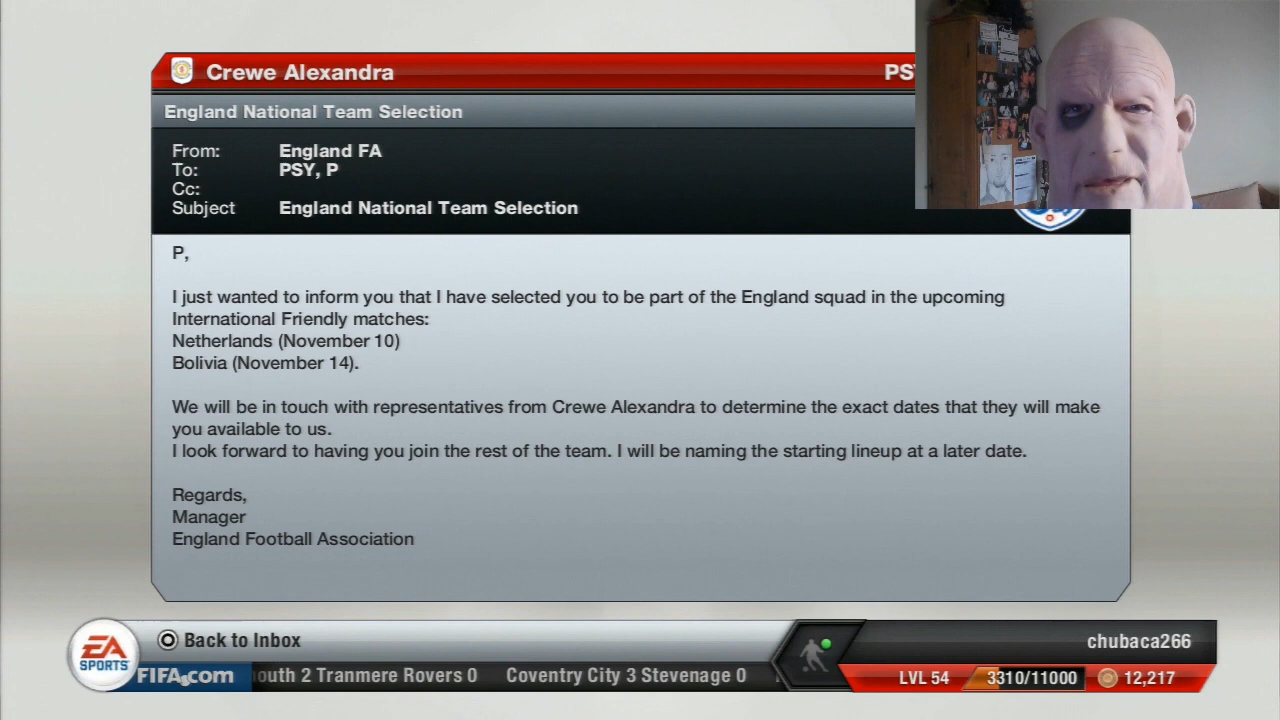 Crewe Alexandra
PS
England National Team Selection
From: England FA
To: PSY, P
Cc:
Subject England National Team Selection
P,
I just wanted to inform you that I have selected you to be part of the England squad in the upcoming
International Friendly matches:
Netherlands (November 10)
Bolivia (November 14).
We will be in touch with representatives from Crewe Alexandra to determine the exact dates that they will make
you available to us.
I look forward to having you join the rest of the team. I will be naming the starting lineup at a later date.
Regards,
Manager
England Football Association
Back to Inbox
chubaca266
EA
SPORTS
FIFA.com
outh 2 Tranmere Rovers 0 Coventry City 3 Stevenage 0
LVL 54 3310/11000 12,217